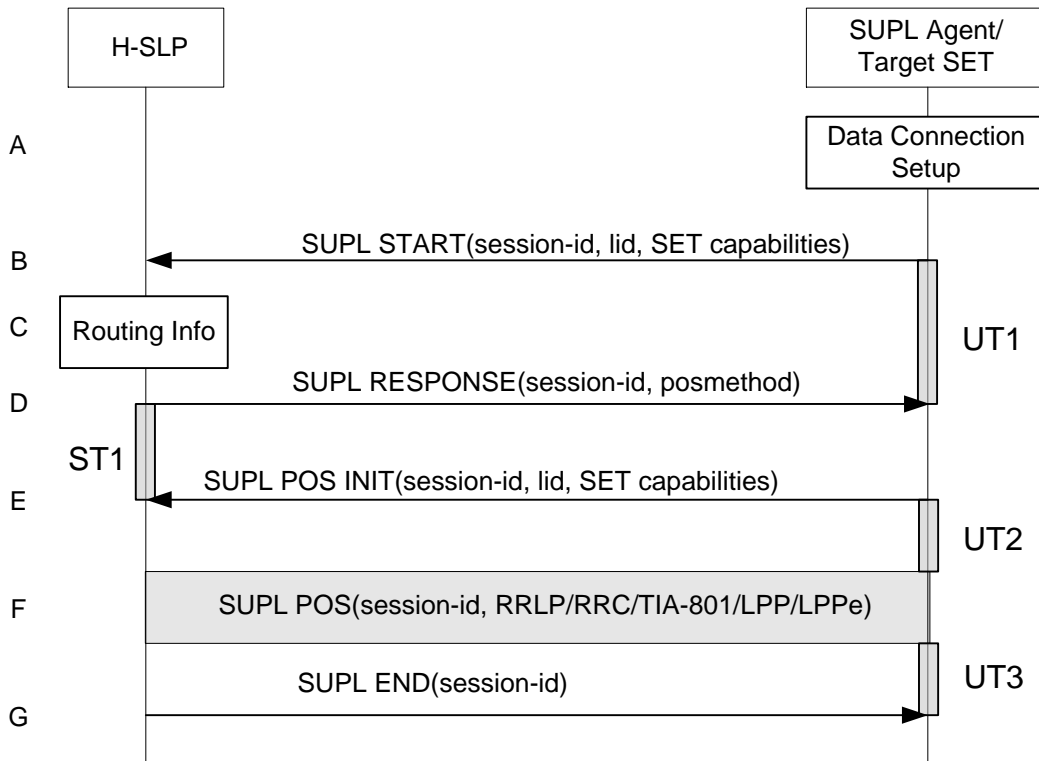 H-SLP
SUPL Agent/
Target SET
A
Data Connection
Setup
SUPL START(session-id, lid, SET capabilities)
B
C
Routing Info
UT1
SUPL RESPONSE(session-id, posmethod)
D
ST1
SUPL POS INIT(session-id, lid, SET capabilities)
E
UT2
F
SUPL POS(session-id, RRLP/RRC/TIA-801/LPP/LPPe)
SUPL END(session-id)
UT3
G